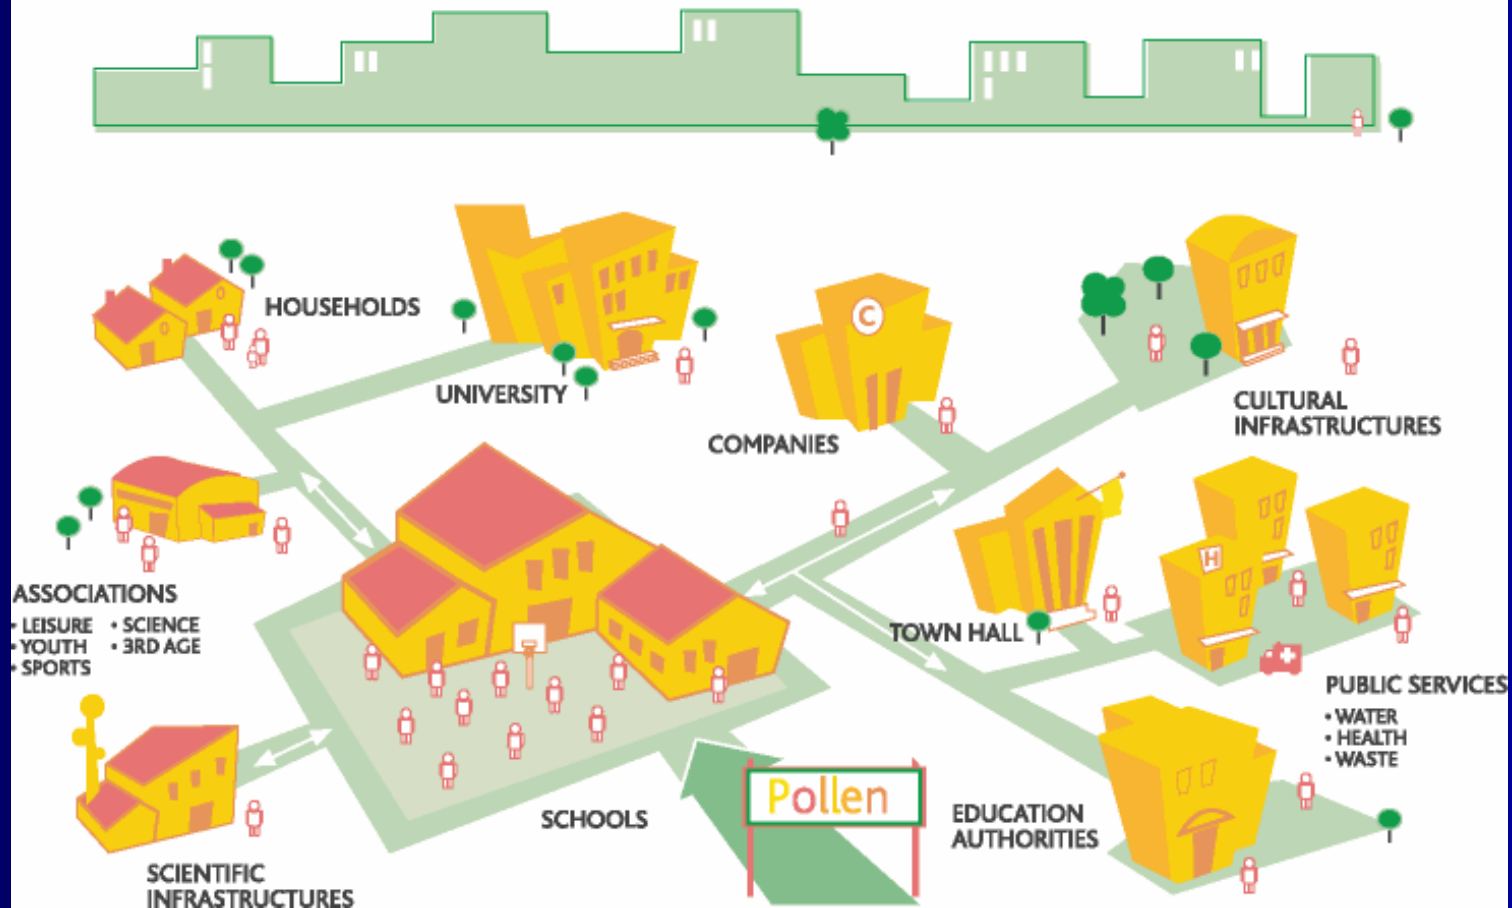 HOUSEHOLDS
UNIVERSITY
C
COMPANIES
CULTURAL
INFRASTRUCTURES
ASSOCIATIONS
• LEISURE • SCIENCE
• YOUTH • 3RD AGE
• SPORTS
H
TOWN HALL
PUBLIC SERVICES
• WATER
• HEALTH
• WASTE
Pollen
SCHOOLS
EDUCATION
AUTHORITIES
SCIENTIFIC
INFRASTRUCTURES